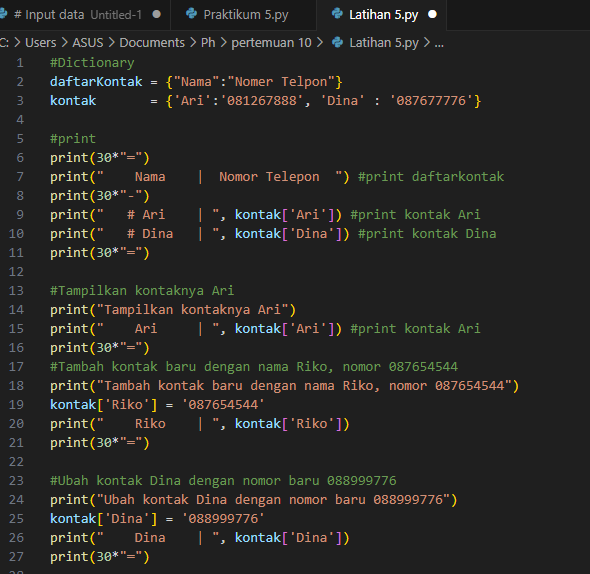 # Input data Untitled-1 ● Praktikum 5.py Latihan 5.py ●
C: > Users > ASUS > Documents > Ph > pertemuan 10 > Latihan 5.py > ...
1 #Dictionary
2 daftarKontak = {"Nama":"Nomer Telpon"}
3 kontak       = {'Ari':'081267888', 'Dina' : '087677776'}
4
5 #print
6 print(30*"=")
7 print("    Nama    |  Nomor Telepon  ") #print daftarkontak
8 print(30*"-")
9 print("   # Ari    | ", kontak['Ari']) #print kontak Ari
10 print("   # Dina   | ", kontak['Dina']) #print kontak Dina
11 print(30*"=")
12
13 #Tampilkan kontaknya Ari
14 print("Tampilkan kontaknya Ari")
15 print("    Ari     | ", kontak['Ari']) #print kontak Ari
16 print(30*"=")
17 #Tambah kontak baru dengan nama Riko, nomor 087654544
18 print("Tambah kontak baru dengan nama Riko, nomor 087654544")
19 kontak['Riko'] = '087654544'
20 print("    Riko    | ", kontak['Riko'])
21 print(30*"=")
22
23 #Ubah kontak Dina dengan nomor baru 088999776
24 print("Ubah kontak Dina dengan nomor baru 088999776")
25 kontak['Dina'] = '088999776'
26 print("    Dina    | ", kontak['Dina'])
27 print(30*"=")